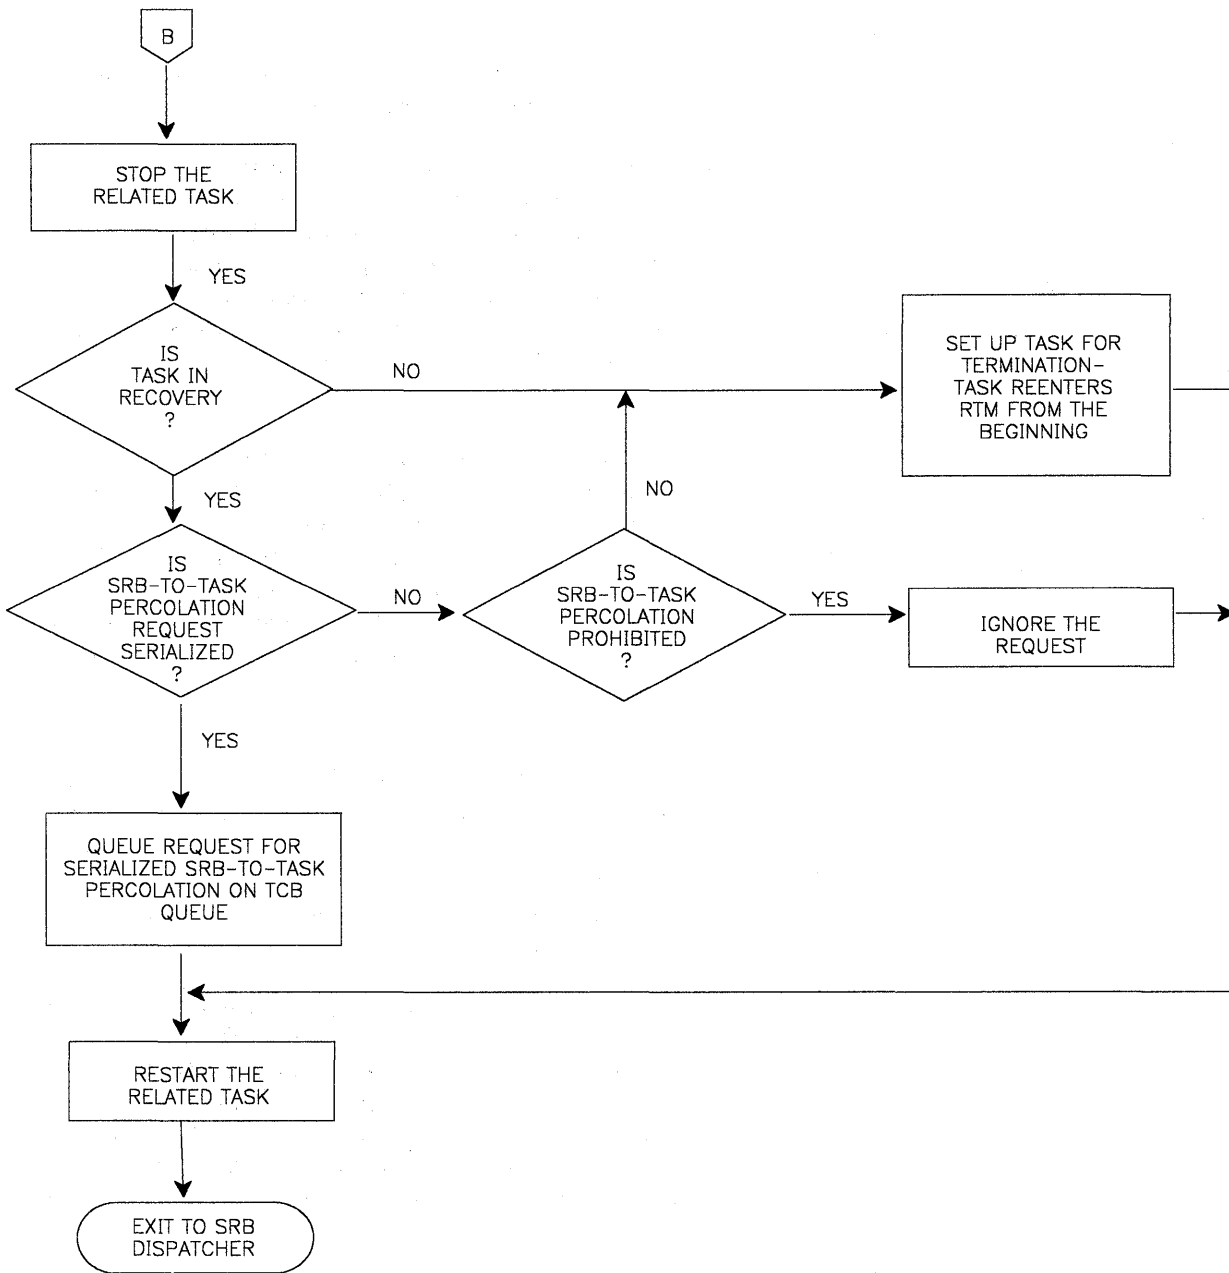 B
STOP THE
RELATED TASK
YES
IS
TASK IN
RECOVERY
?
NO
SET UP TASK FOR
TERMINATION-
TASK REENTERS
RTM FROM THE
BEGINNING
YES
NO
IS
SRB-TO-TASK
PERCOLATION
REQUEST
SERIALIZED
?
NO
IS
SRB-TO-TASK
PERCOLATION
PROHIBITED
?
YES
IGNORE THE
REQUEST
YES
QUEUE REQUEST FOR
SERIALIZED SRB-TO-TASK
PERCOLATION ON TCB
QUEUE
RESTART THE
RELATED TASK
EXIT TO SRB
DISPATCHER